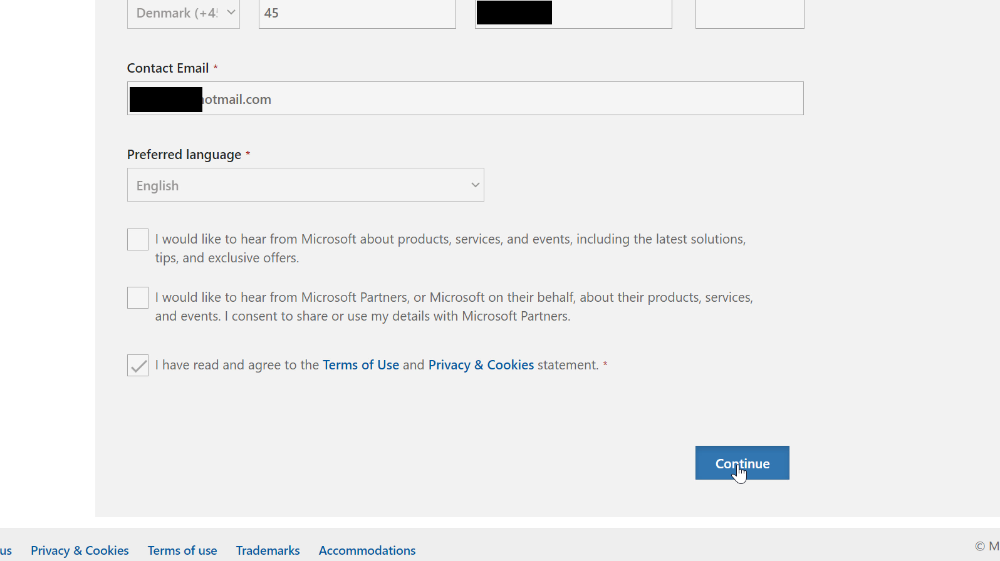 Denmark (+45
45
Contact Email *
otmail.com
Preferred language *
English
I would like to hear from Microsoft about products, services, and events, including the latest solutions,
tips, and exclusive offers.
I would like to hear from Microsoft Partners, or Microsoft on their behalf, about their products, services,
and events. I consent to share or use my details with Microsoft Partners.
I have read and agree to the Terms of Use and Privacy & Cookies statement. *
Continue
us Privacy & Cookies Terms of use Trademarks Accommodations © M